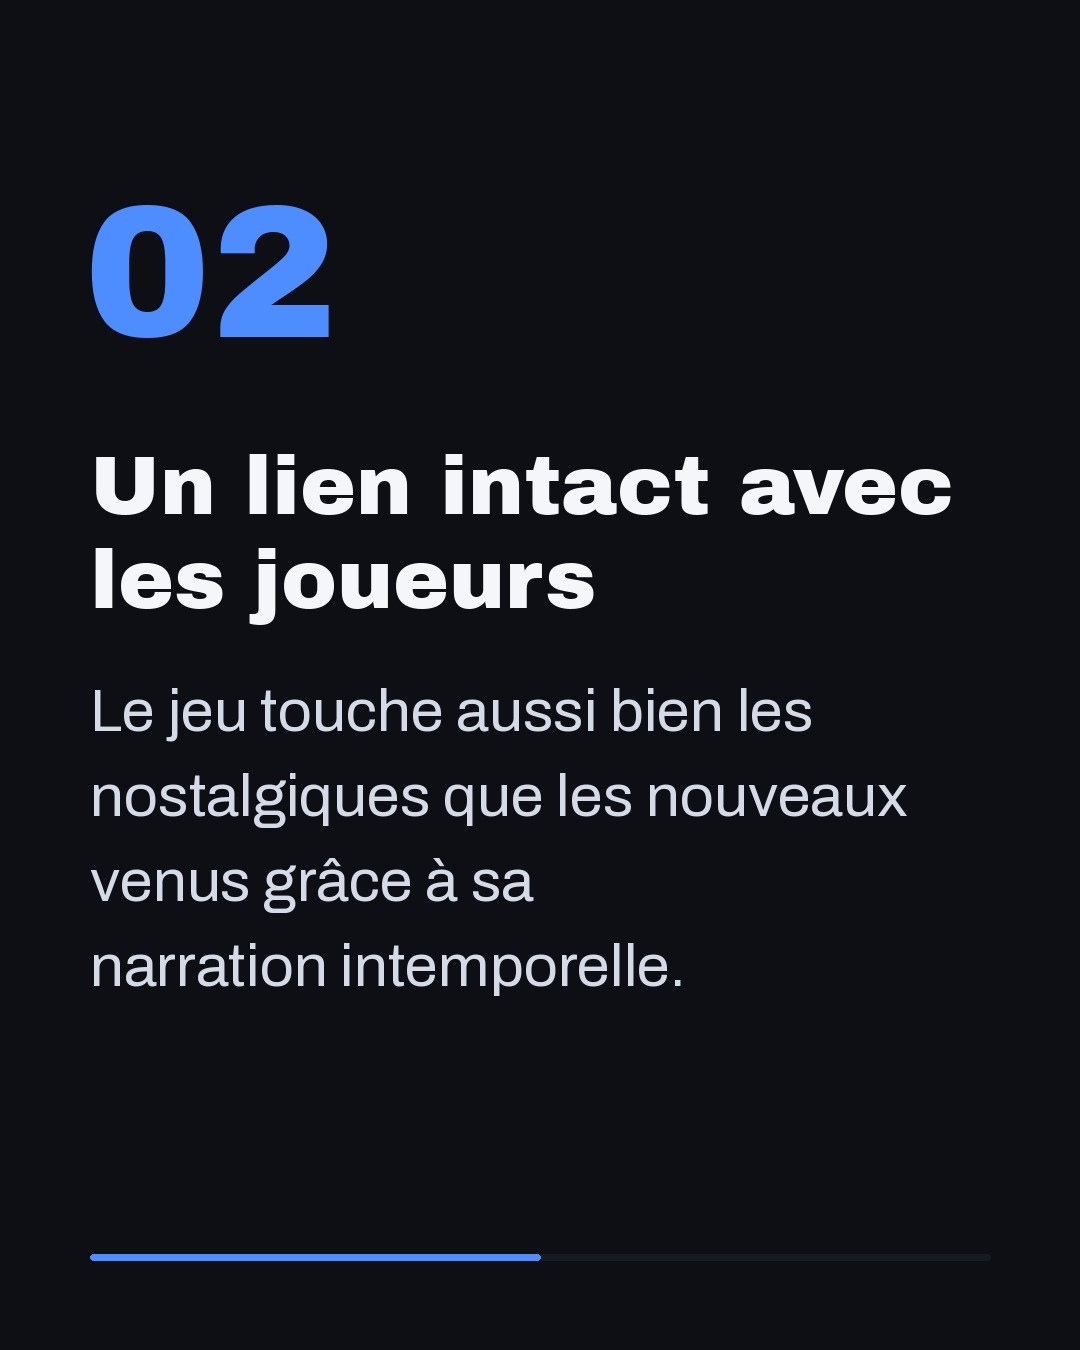 02
Un lien intact avec
les joueurs
Le jeu touche aussi bien les
nostalgiques que les nouveaux
venus grâce à sa
narration intemporelle.